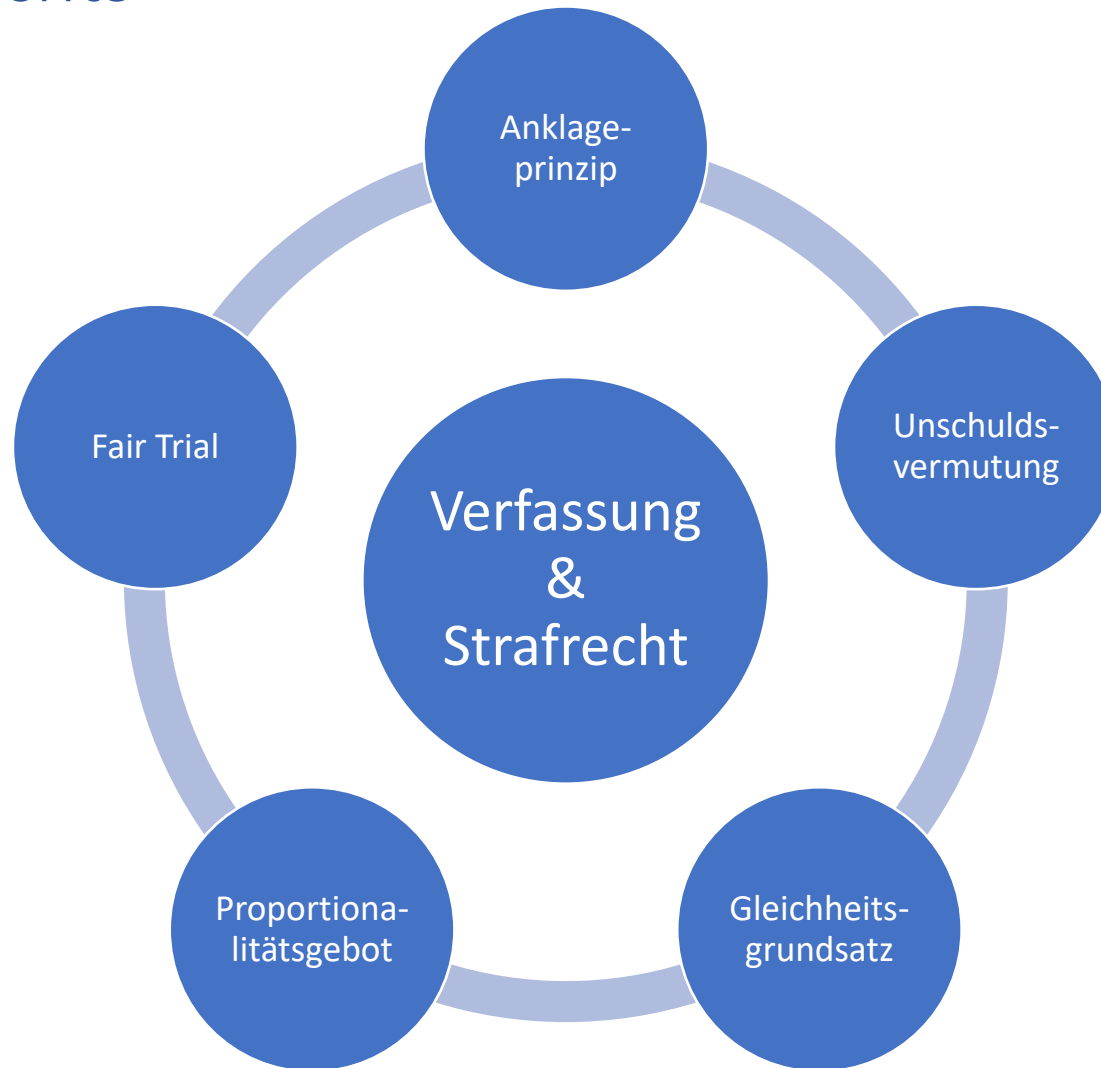 Anklage-
prinzip
Unschulds-
vermutung
Gleichheits-
grundsatz
Proportiona-
litätsgebot
Fair Trial
Verfassung
&
Strafrecht